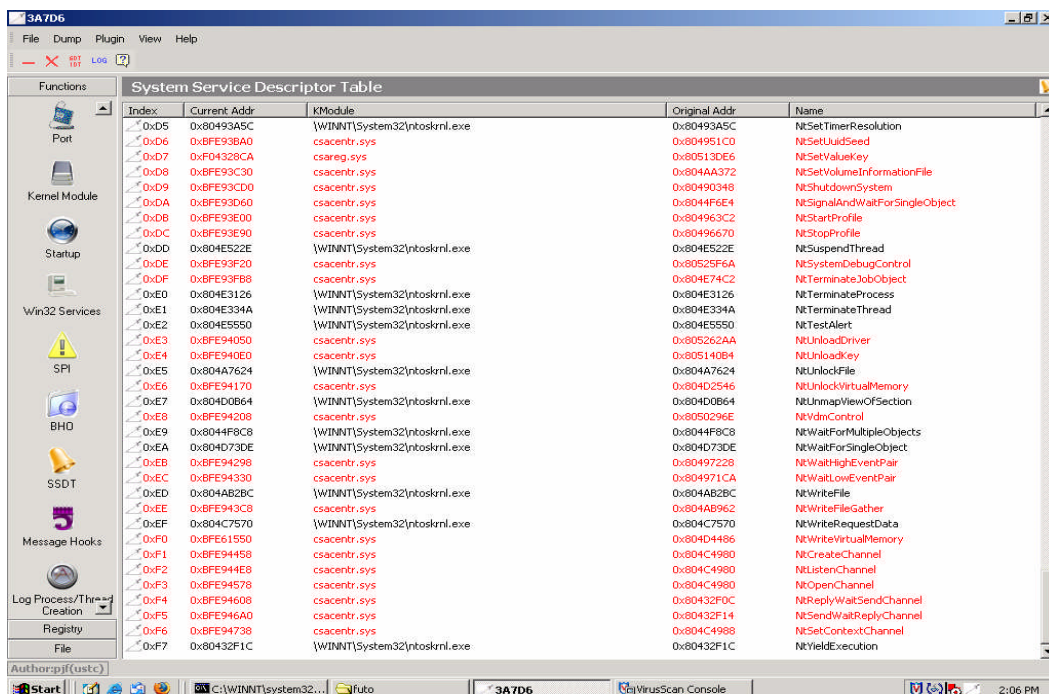 3A7D6
File Dump Plugin View Help
GDT IDT LOG
Functions
System Service Descriptor Table
Port
Kernel Module
Startup
Win32 Services
SPI
BHO
SSDT
Message Hooks
Log Process/Thread Creation
Registry
File
Index Current Addr KModule Original Addr Name
0xD5 0x80493A5C \WINNT\System32\ntoskrnl.exe 0x80493A5C NtSetTimerResolution
0xD6 0xBFE93BA0 csacentr.sys 0x804951C0 NtSetUuidSeed
0xD7 0xF04328CA csareg.sys 0x80513DE6 NtSetValueKey
0xD8 0xBFE93C30 csacentr.sys 0x804AA372 NtSetVolumeInformationFile
0xD9 0xBFE93CD0 csacentr.sys 0x80490348 NtShutdownSystem
0xDA 0xBFE93D60 csacentr.sys 0x8044F6E4 NtSignalAndWaitForSingleObject
0xDB 0xBFE93E00 csacentr.sys 0x804963C2 NtStartProfile
0xDC 0xBFE93E90 csacentr.sys 0x80496670 NtStopProfile
0xDD 0x804E522E \WINNT\System32\ntoskrnl.exe 0x804E522E NtSuspendThread
0xDE 0xBFE93F20 csacentr.sys 0x80525F6A NtSystemDebugControl
0xDF 0xBFE93FB8 csacentr.sys 0x804E74C2 NtTerminateJobObject
0xE0 0x804E3126 \WINNT\System32\ntoskrnl.exe 0x804E3126 NtTerminateProcess
0xE1 0x804E334A \WINNT\System32\ntoskrnl.exe 0x804E334A NtTerminateThread
0xE2 0x804E5550 \WINNT\System32\ntoskrnl.exe 0x804E5550 NtTestAlert
0xE3 0xBFE94050 csacentr.sys 0x805262AA NtUnloadDriver
0xE4 0xBFE940E0 csacentr.sys 0x805140B4 NtUnloadKey
0xE5 0x804A7624 \WINNT\System32\ntoskrnl.exe 0x804A7624 NtUnlockFile
0xE6 0xBFE94170 csacentr.sys 0x804D2546 NtUnlockVirtualMemory
0xE7 0x804D0B64 \WINNT\System32\ntoskrnl.exe 0x804D0B64 NtUnmapViewOfSection
0xE8 0xBFE94208 csacentr.sys 0x8050296E NtVdmControl
0xE9 0x8044F8C8 \WINNT\System32\ntoskrnl.exe 0x8044F8C8 NtWaitForMultipleObjects
0xEA 0x804D73DE \WINNT\System32\ntoskrnl.exe 0x804D73DE NtWaitForSingleObject
0xEB 0xBFE94298 csacentr.sys 0x80497228 NtWaitHighEventPair
0xEC 0xBFE94330 csacentr.sys 0x804971CA NtWaitLowEventPair
0xED 0x804AB2BC \WINNT\System32\ntoskrnl.exe 0x804AB2BC NtWriteFile
0xEE 0xBFE943C8 csacentr.sys 0x804AB962 NtWriteFileGather
0xEF 0x804C7570 \WINNT\System32\ntoskrnl.exe 0x804C7570 NtWriteRequestData
0xF0 0xBFE61550 csacentr.sys 0x804D4486 NtWriteVirtualMemory
0xF1 0xBFE94458 csacentr.sys 0x804C4980 NtCreateChannel
0xF2 0xBFE944E8 csacentr.sys 0x804C4980 NtListenChannel
0xF3 0xBFE94578 csacentr.sys 0x804C4980 NtOpenChannel
0xF4 0xBFE94608 csacentr.sys 0x80432F0C NtReplyWaitSendChannel
0xF5 0xBFE946A0 csacentr.sys 0x80432F14 NtSendWaitReplyChannel
0xF6 0xBFE94738 csacentr.sys 0x804C4988 NtSetContextChannel
0xF7 0x80432F1C \WINNT\System32\ntoskrnl.exe 0x80432F1C NtYieldExecution
Author:pjf(ustc)
Start C:\WINNT\system32... futo 3A7D6 VirusScan Console 2:06 PM